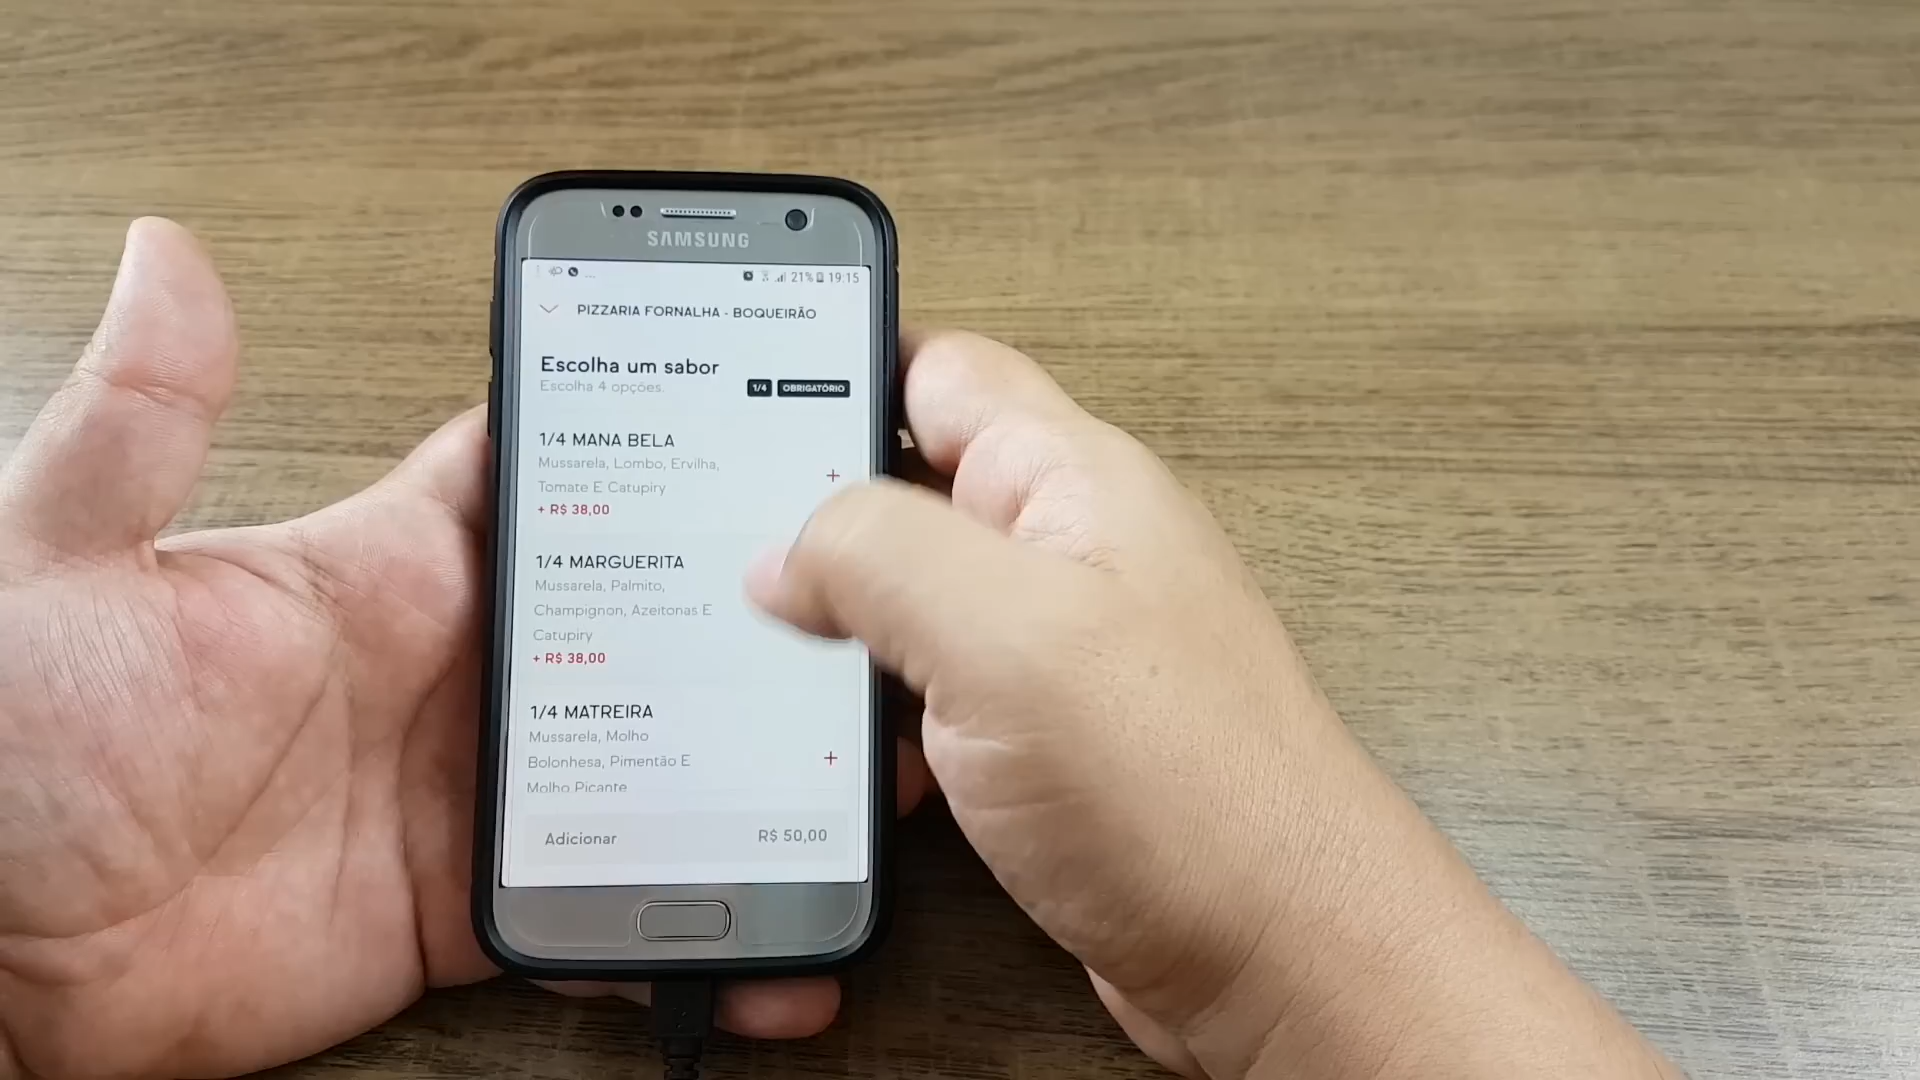 SAMSUNG
... 21% 19:15
PIZZARIA FORNALHA - BOQUEIRÃO
Escolha um sabor
Escolha 4 opções.
1/4 OBRIGATÓRIO
1/4 MANA BELA
Mussarela, Lombo, Ervilha,
Tomate E Catupiry
+ R$ 38,00
+
1/4 MARGUERITA
Mussarela, Palmito,
Champignon, Azeitonas E
Catupiry
+ R$ 38,00
1/4 MATREIRA
Mussarela, Molho
Bolonhesa, Pimentão E
Molho Picante
+
Adicionar R$ 50,00